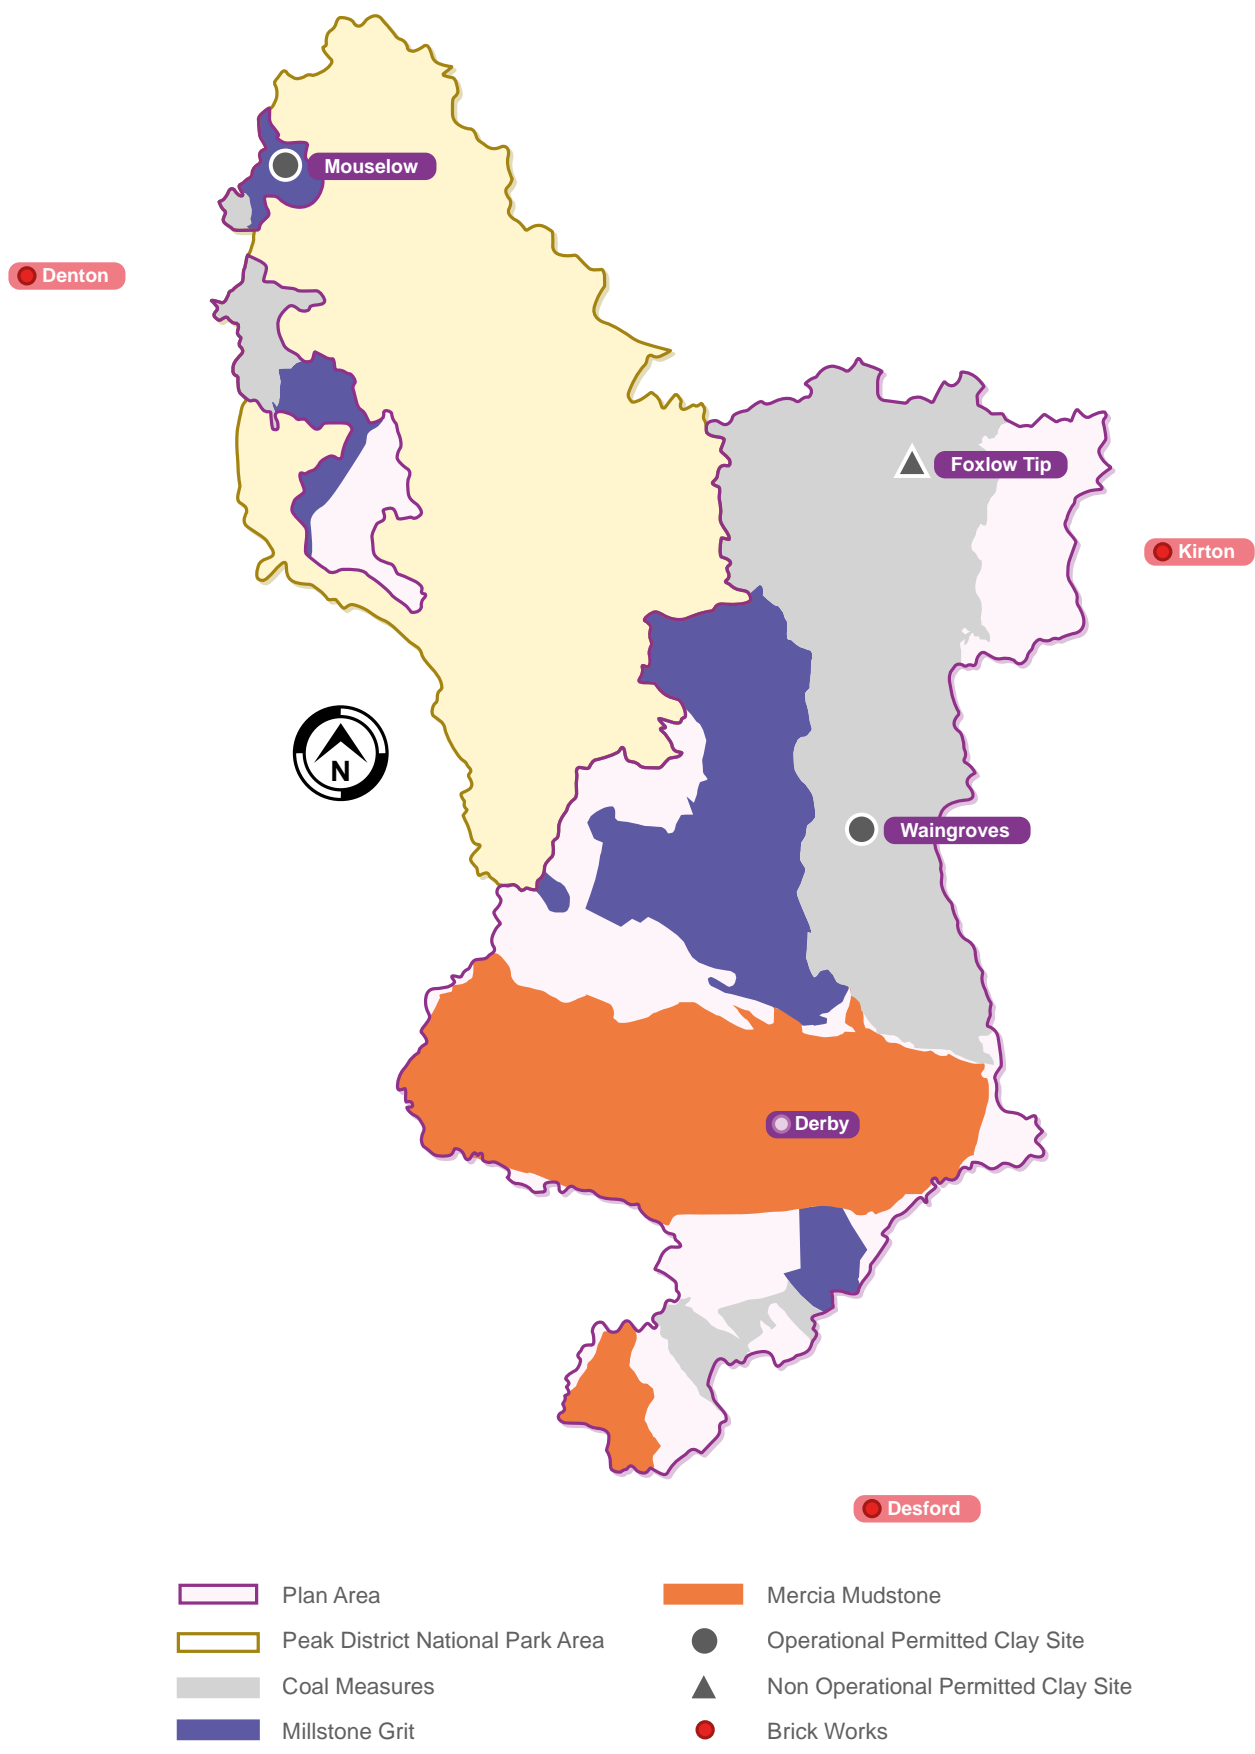 Mouselow
Denton
Foxlow Tip
Kirton
N
Waingroves
Derby
Desford
Plan Area
Peak District National Park Area
Coal Measures
Millstone Grit
Mercia Mudstone
Operational Permitted Clay Site
Non Operational Permitted Clay Site
Brick Works